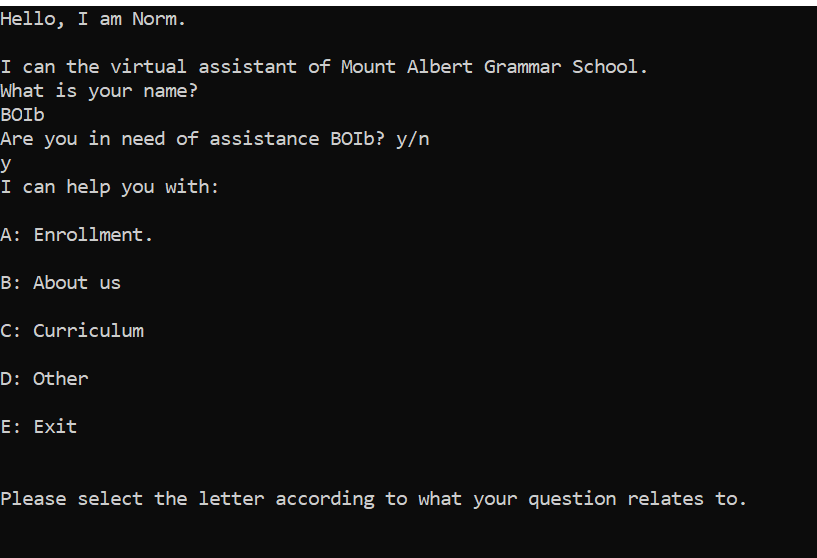 Hello, I am Norm.
I can the virtual assistant of Mount Albert Grammar School.
What is your name?
BOIb
Are you in need of assistance BOIb? y/n
y
I can help you with:
A: Enrollment.
B: About us
C: Curriculum
D: Other
E: Exit
Please select the letter according to what your question relates to.